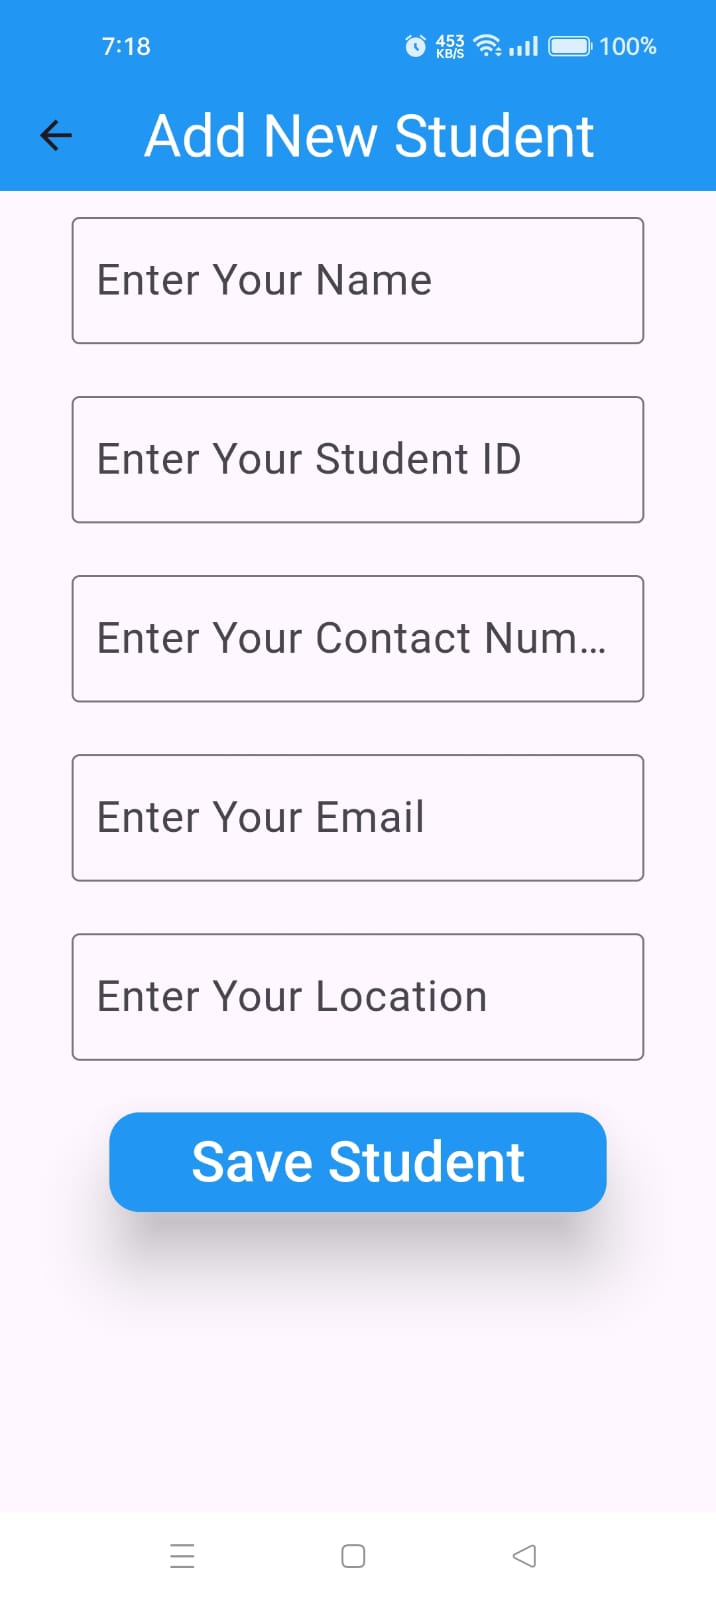 7:18 453 KB/S 100%
Add New Student
Enter Your Name
Enter Your Student ID
Enter Your Contact Num...
Enter Your Email
Enter Your Location
Save Student